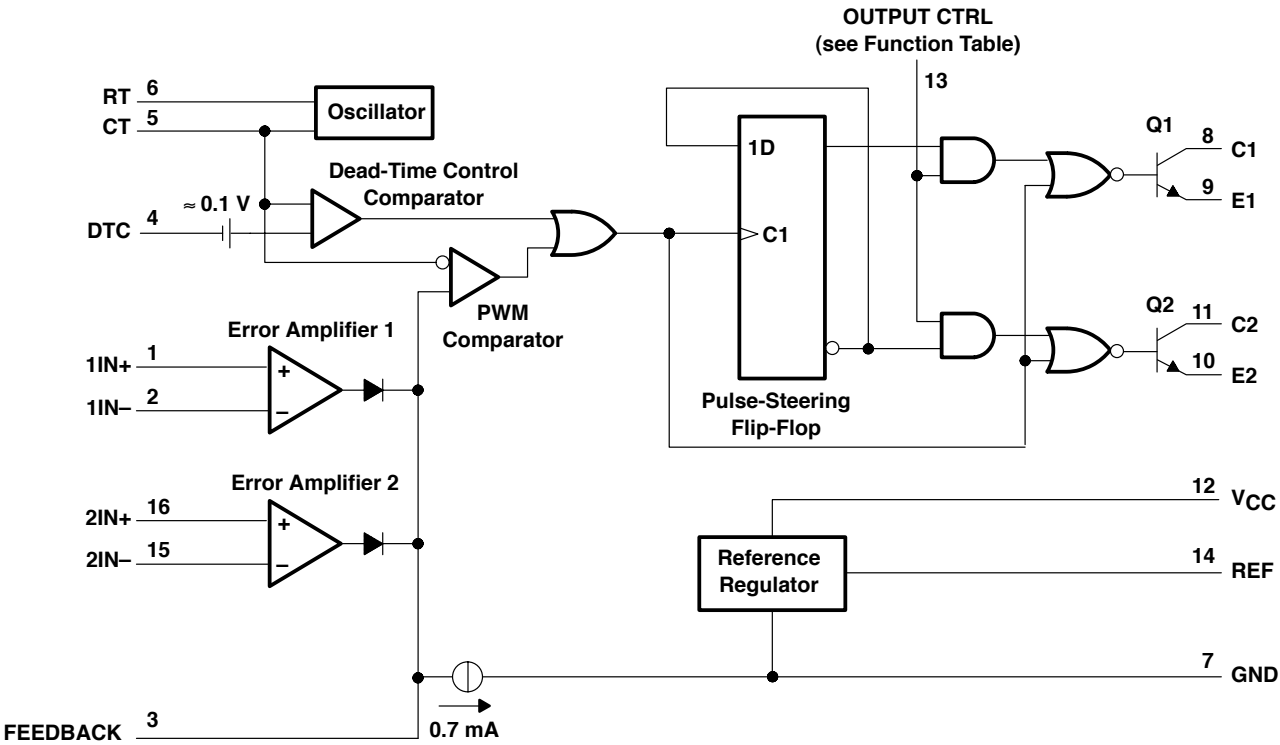 OUTPUT CTRL
(see Function Table)
13
RT 6
CT 5
Oscillator
Dead-Time Control
Comparator
≈ 0.1 V
DTC 4
PWM
Comparator
1D
C1
Pulse-Steering
Flip-Flop
Q1
8 C1
9 E1
Q2
11 C2
10 E2
Error Amplifier 1
1IN+ 1
+
1IN– 2
–
Error Amplifier 2
2IN+ 16
+
2IN– 15
–
12 VCC
Reference
Regulator
14 REF
7 GND
0.7 mA
FEEDBACK 3